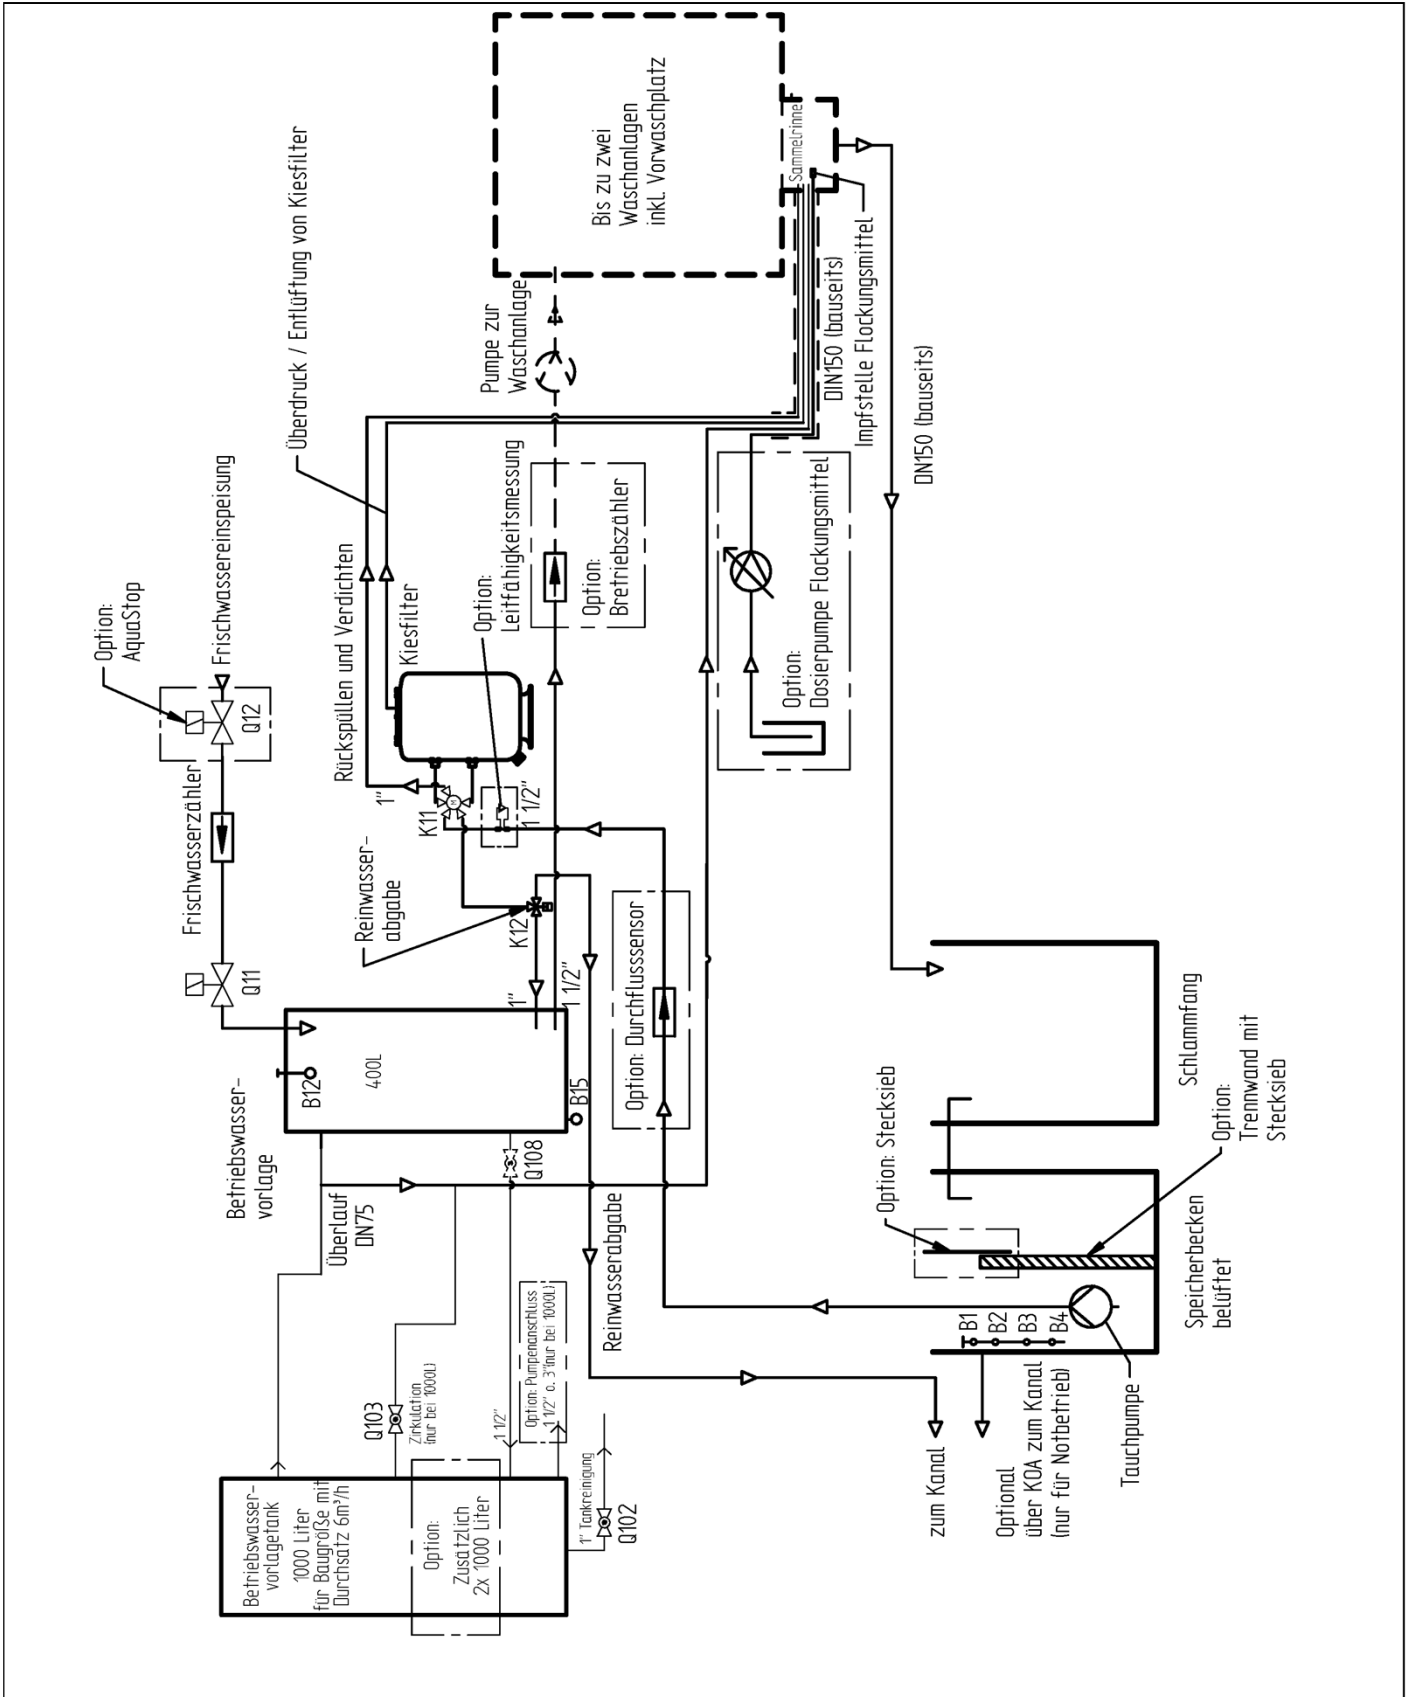 Option:
AquaStop
Frischwassereinspeisung
Q12
Frischwasserzähler
Q11
Überdruck / Entlüftung von Kiesfilter
Rückspüllen und Verdichten
1"
Kiesfilter
K11
Option:
Leitfähigkeitsmessung
1 1/2"
Reinwasser-
abgabe
K12
1"
1 1/2"
Pumpe zur
Waschanlage
Option:
Bretriebszähler
Bis zu zwei
Waschanlagen
inkl. Vorwaschplatz
Sammelrinne
DIN150 (bauseits)
Impfstelle Flockungsmittel
DN150 (bauseits)
Option:
Dosierpumpe Flockungsmittel
Option: Durchflusssensor
Betriebswasser-
vorlage
B12
400L
B15
Überlauf
DN75
Q108
Reinwasserabgabe
Q103
Zirkulation
(nur bei 1000L)
1 1/2"
Option: Pumpenanschluss
1 1/2" o. 3"(nur bei 1000L)
1" Tankreinigung
Q102
Betriebswasser-
vorlagetank
1000 Liter
für Baugröße mit
Durchsatz 6m³/h
Option:
Zusätzlich
2x 1000 Liter
Option: Stecksieb
Schlammfang
Option:
Trennwand mit
Stecksieb
Speicherbecken
belüftet
B1
B2
B3
B4
Tauchpumpe
zum Kanal
Optional
über KOA zum Kanal
(nur für Notbetrieb)
M